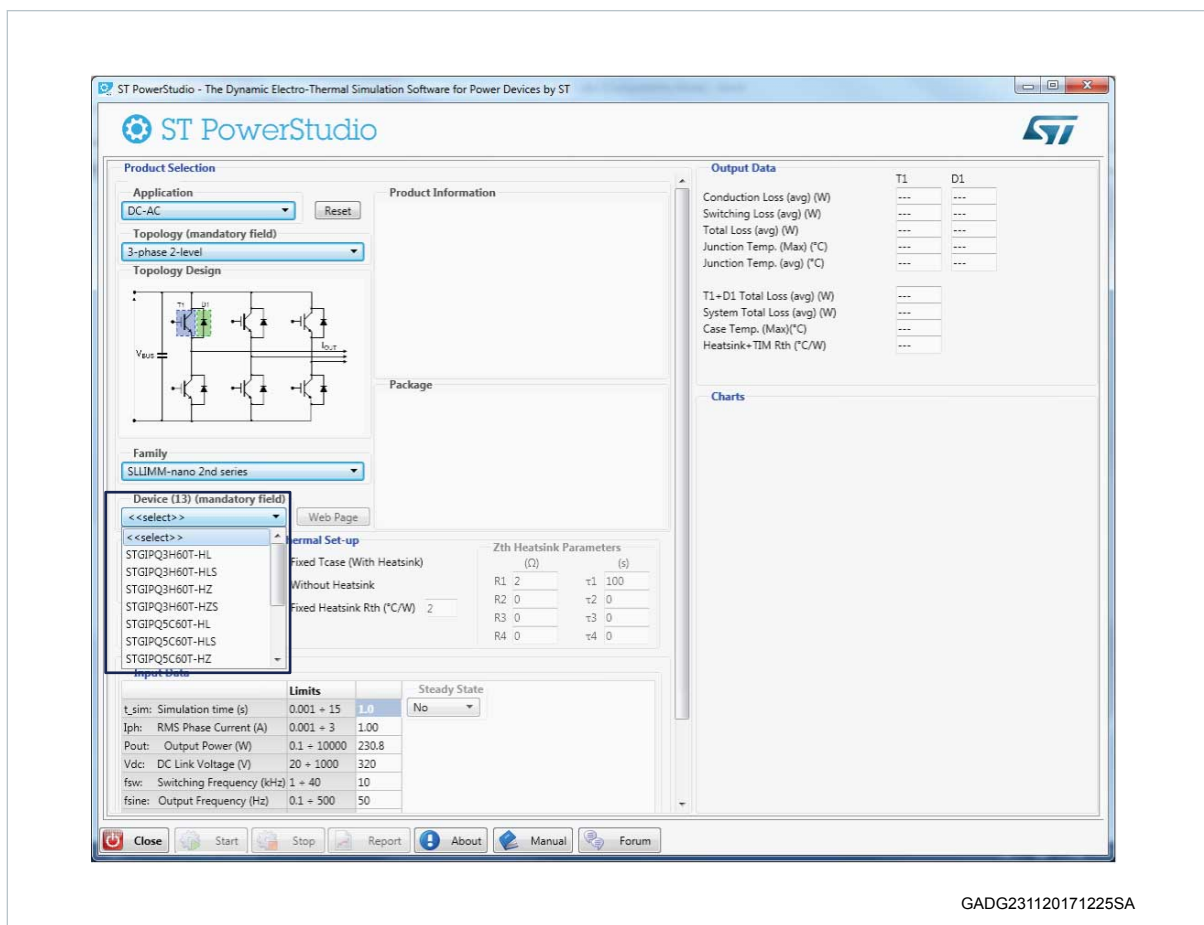 ST PowerStudio - The Dynamic Electro-Thermal Simulation Software for Power Devices by ST
ST PowerStudio
ST
Product Selection
Application
DC-AC
Reset
Topology (mandatory field)
3-phase 2-level
Topology Design
T1 D1
VBUS
IOUT
Family
SLLIMM-nano 2nd series
Device (13) (mandatory field)
<<select>>
Web Page
<<select>>
STGIPQ3H60T-HL
STGIPQ3H60T-HLS
STGIPQ3H60T-HZ
STGIPQ3H60T-HZS
STGIPQ5C60T-HL
STGIPQ5C60T-HLS
STGIPQ5C60T-HZ
Product Information
Package
ermal Set-up
Fixed Tcase (With Heatsink)
Without Heatsink
Fixed Heatsink Rth (°C/W) 2
Zth Heatsink Parameters
(Ω) (s)
R1 2 τ1 100
R2 0 τ2 0
R3 0 τ3 0
R4 0 τ4 0
Input Data
Limits
t_sim: Simulation time (s) 0.001 ÷ 15 1.0
Iph: RMS Phase Current (A) 0.001 ÷ 3 1.00
Pout: Output Power (W) 0.1 ÷ 10000 230.8
Vdc: DC Link Voltage (V) 20 ÷ 1000 320
fsw: Switching Frequency (kHz) 1 ÷ 40 10
fsine: Output Frequency (Hz) 0.1 ÷ 500 50
Steady State
No
Output Data
T1 D1
Conduction Loss (avg) (W) --- ---
Switching Loss (avg) (W) --- ---
Total Loss (avg) (W) --- ---
Junction Temp. (Max) (°C) --- ---
Junction Temp. (avg) (°C) --- ---
T1+D1 Total Loss (avg) (W) ---
System Total Loss (avg) (W) ---
Case Temp. (Max)(°C) ---
Heatsink+TIM Rth (°C/W) ---
Charts
Close Start Stop Report About Manual Forum
GADG231120171225SA